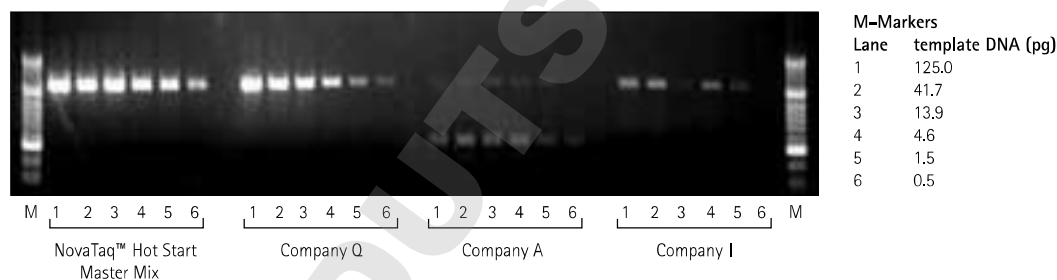 M–Markers
Lane template DNA (pg)
1 125.0
2 41.7
3 13.9
4 4.6
5 1.5
6 0.5
M 1 2 3 4 5 6 1 2 3 4 5 6 1 2 3 4 5 6 1 2 3 4 5 6 M
NovaTaq™ Hot Start Company Q Company A Company I
Master Mix